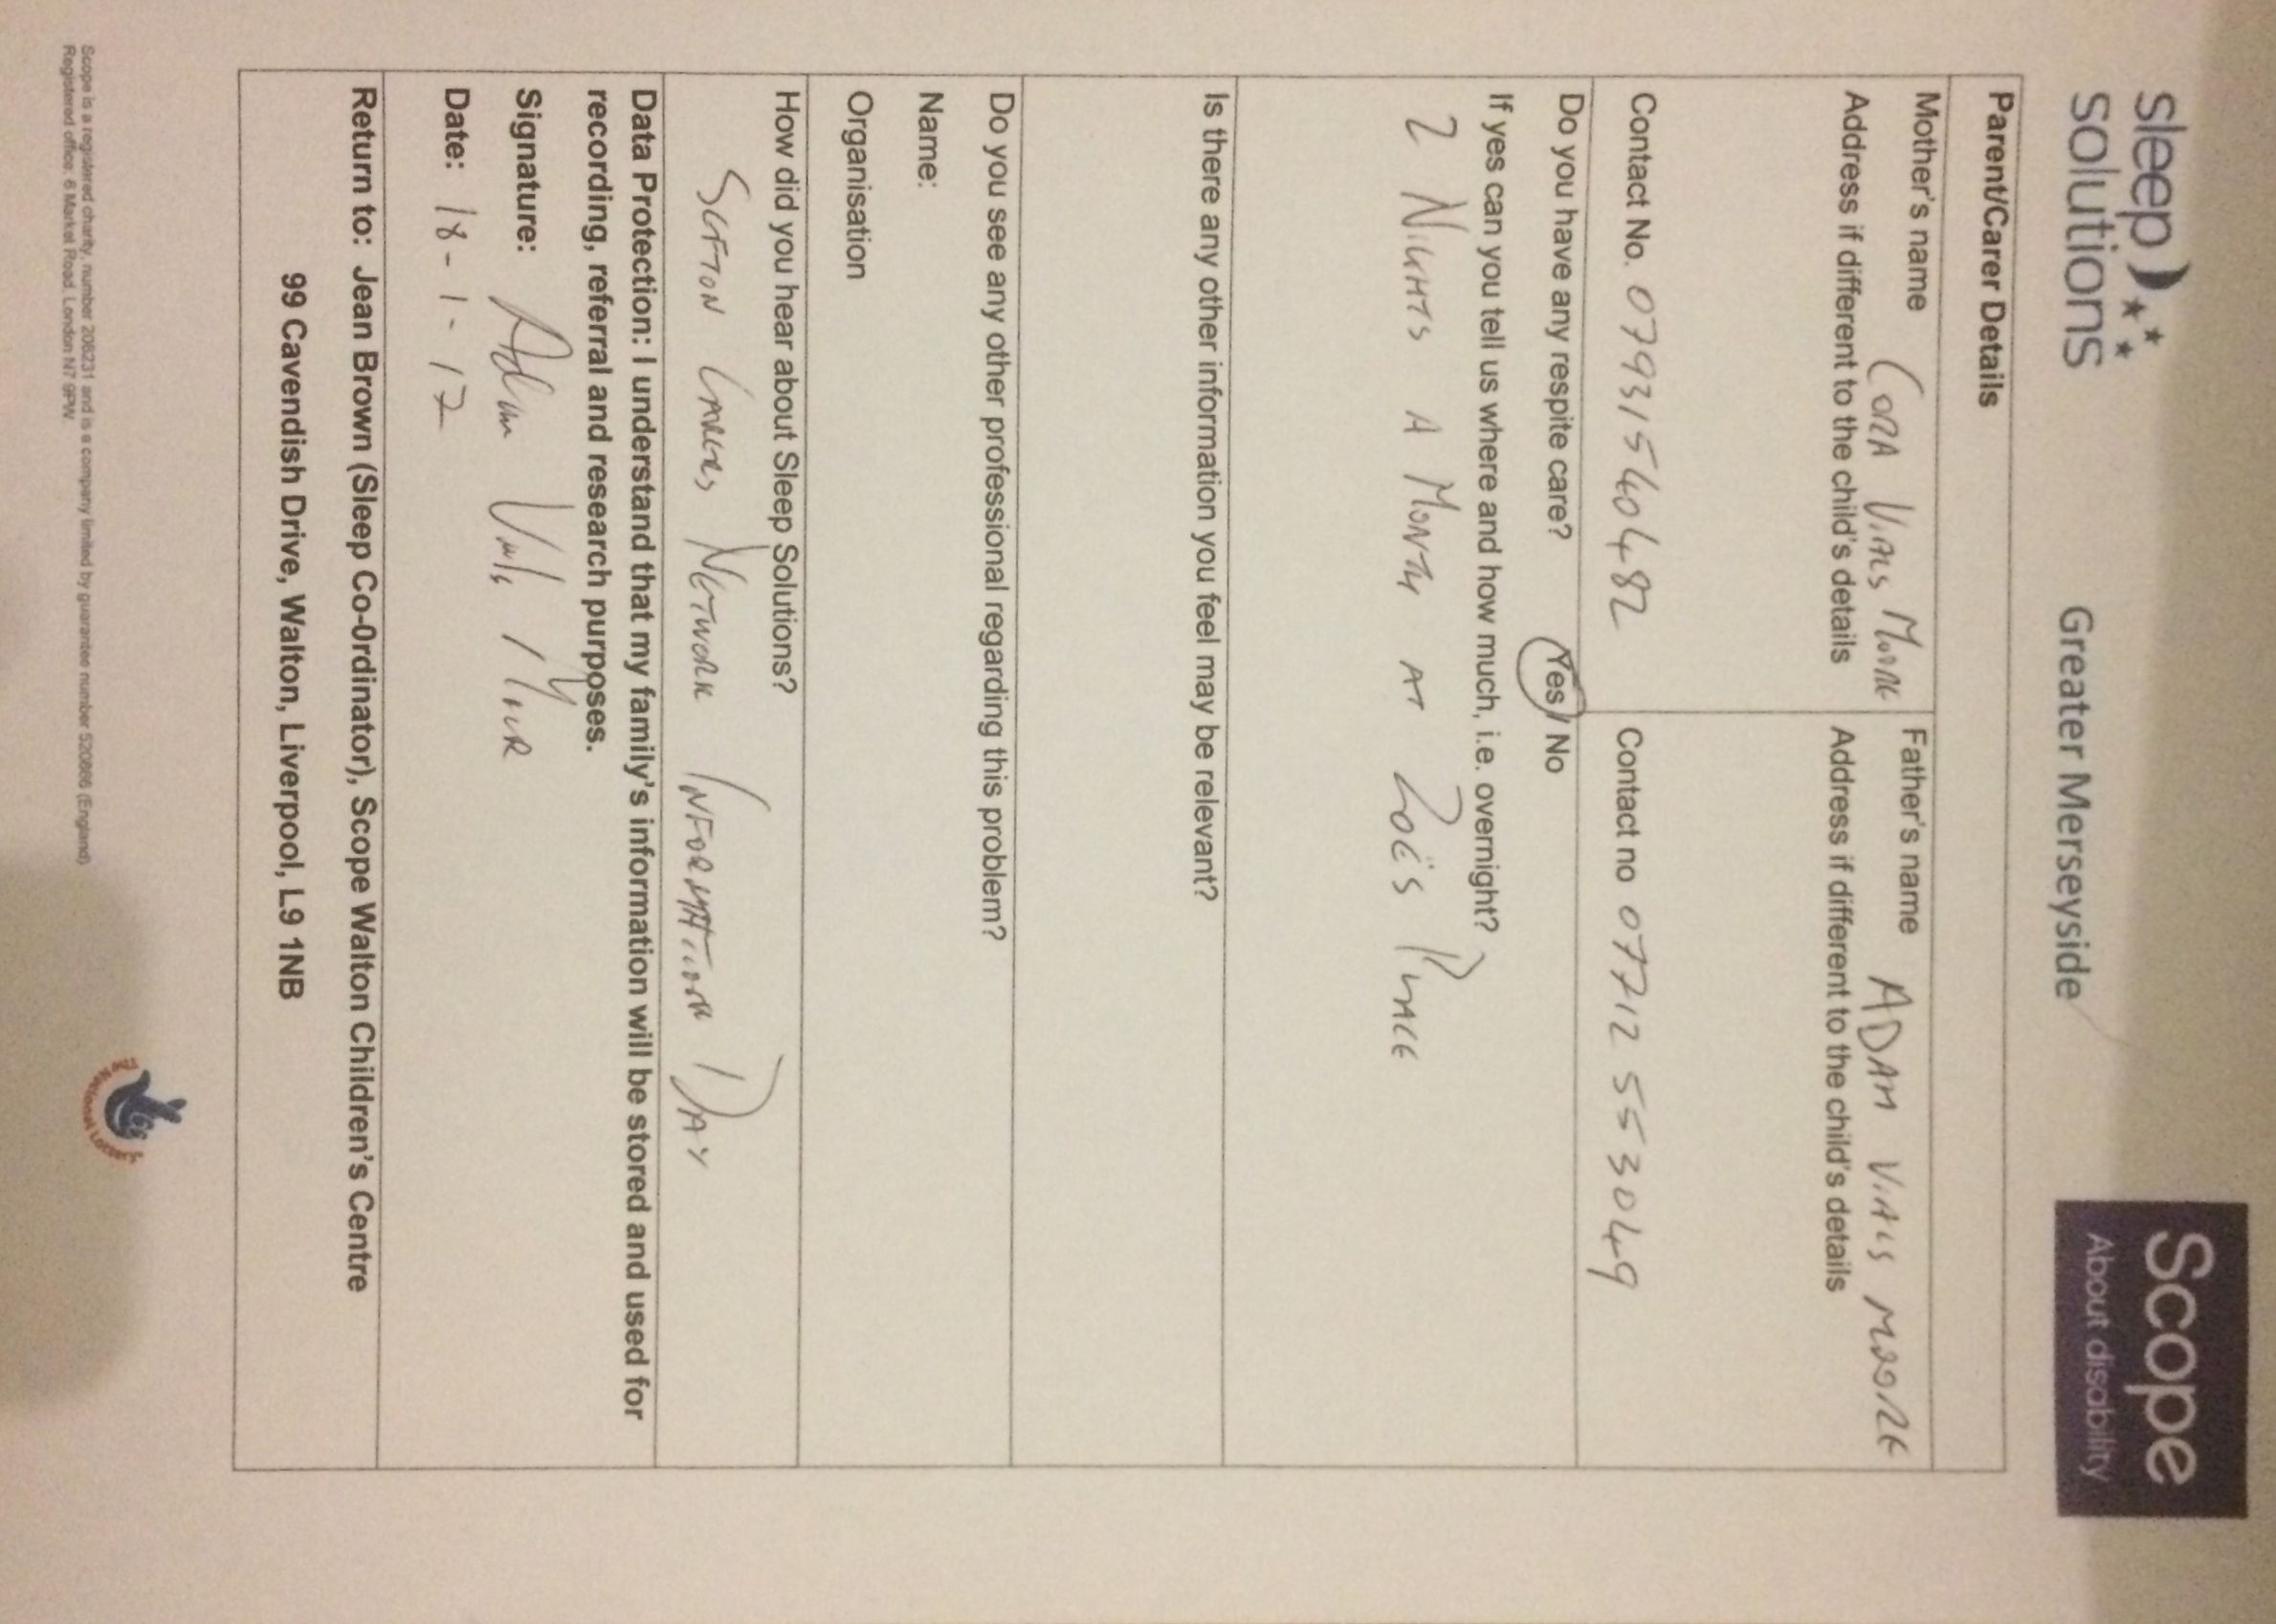 sleep
solutions
Greater Merseyside
Scope
About disability
Parent/Carer Details
Mother's name CORA VIALS MOORE
Address if different to the child's details
Contact No. 07931540482
Father's name ADAM VIALS MOORE
Address if different to the child's details
Contact no 07712 553049
Do you have any respite care? Yes / No
If yes can you tell us where and how much, i.e. overnight?
2 NIGHTS A MONTH AT ZOË'S PLACE
Is there any other information you feel may be relevant?
Do you see any other professional regarding this problem?
Name:
Organisation
How did you hear about Sleep Solutions?
SEFTON CARERS NETWORK INFORMATION DAY
Data Protection: I understand that my family's information will be stored and used for
recording, referral and research purposes.
Signature: Adam
Date: 18-1-17
Return to: Jean Brown (Sleep Co-0rdinator), Scope Walton Children's Centre
99 Cavendish Drive, Walton, Liverpool, L9 1NB
Scope is a registered charity, number 208231 and is a company limited by guarantee number 520866 (England)
Registered office: 6 Market Road, London N7 9PW